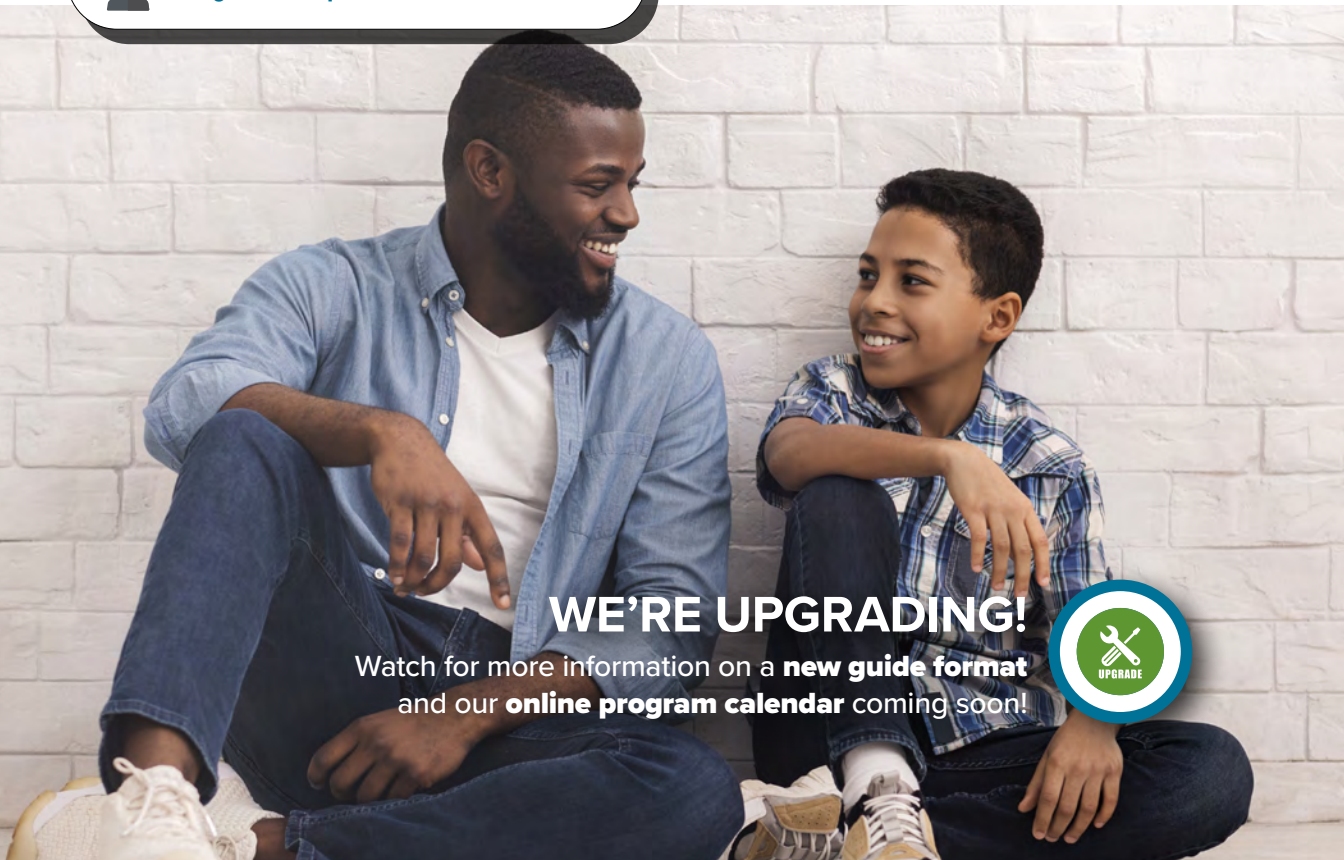 WE'RE UPGRADING!
Watch for more information on a new guide format
and our online program calendar coming soon!
UPGRADE